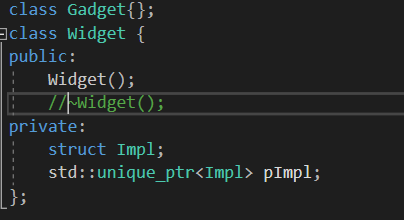 class Gadget{};
class Widget {
public:
    Widget();
    //~Widget();
private:
    struct Impl;
    std::unique_ptr<Impl> pImpl;
};